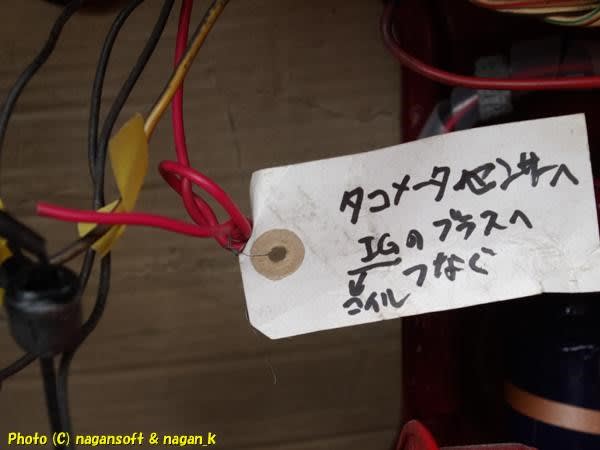 タコメータ/センサーへ
IGのプラスへ
つなぐ
コイル
Photo (C) nagansoft & nagan_k